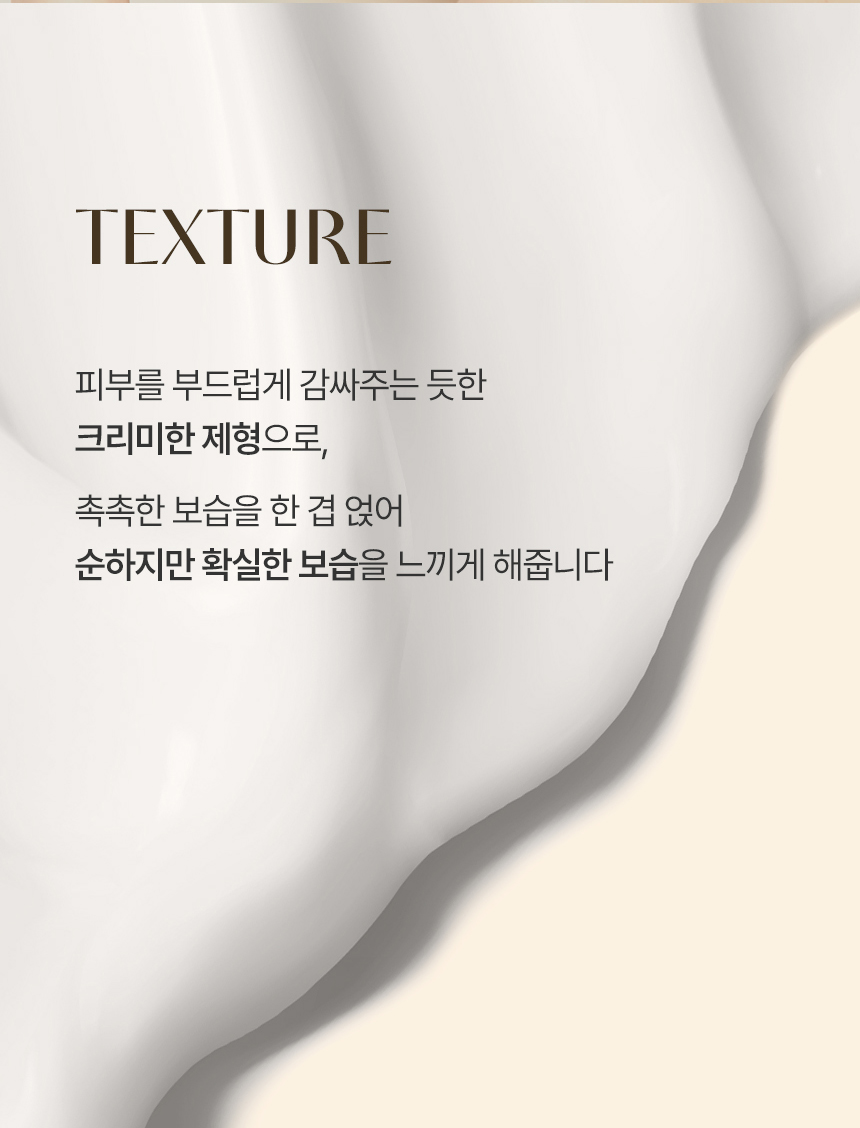 TEXTURE
피부를 부드럽게 감싸주는 듯한
크리미한 제형으로,
촉촉한 보습을 한 겹 얹어
순하지만 확실한 보습을 느끼게 해줍니다